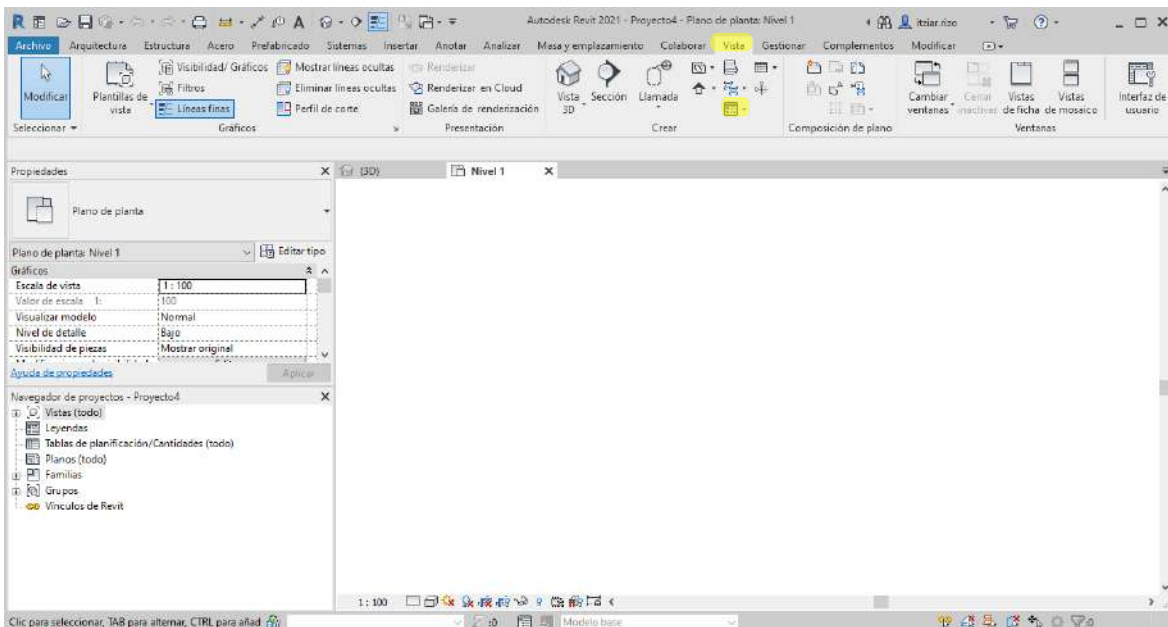 Autodesk Revit 2021 - Proyecto4 - Plano de planta: Nivel 1
itziar.rizo
Archivo Arquitectura Estructura Acero Prefabricado Sistemas Insertar Anotar Analizar Masa y emplazamiento Colaborar Vista Gestionar Complementos Modificar
Modificar
Plantillas de vista
Visibilidad/ Gráficos
Filtros
Líneas finas
Mostrar líneas ocultas
Eliminar líneas ocultas
Perfil de corte
Renderizar
Renderizar en Cloud
Galería de renderización
Vista 3D
Sección
Llamada
Cambiar ventanas
Cerrar inactivas
Vistas de ficha
Vistas de mosaico
Interfaz de usuario
Seleccionar
Gráficos
Presentación
Crear
Composición de plano
Ventanas
Propiedades
{3D}
Nivel 1
Plano de planta
Plano de planta: Nivel 1
Editar tipo
Gráficos
Escala de vista 1 : 100
Valor de escala 1: 100
Visualizar modelo Normal
Nivel de detalle Bajo
Visibilidad de piezas Mostrar original
Ayuda de propiedades
Aplicar
Navegador de proyectos - Proyecto4
Vistas (todo)
Leyendas
Tablas de planificación/Cantidades (todo)
Planos (todo)
Familias
Grupos
Vínculos de Revit
1 : 100
Clic para seleccionar, TAB para alternar, CTRL para añad
:0
Modelo base
:0